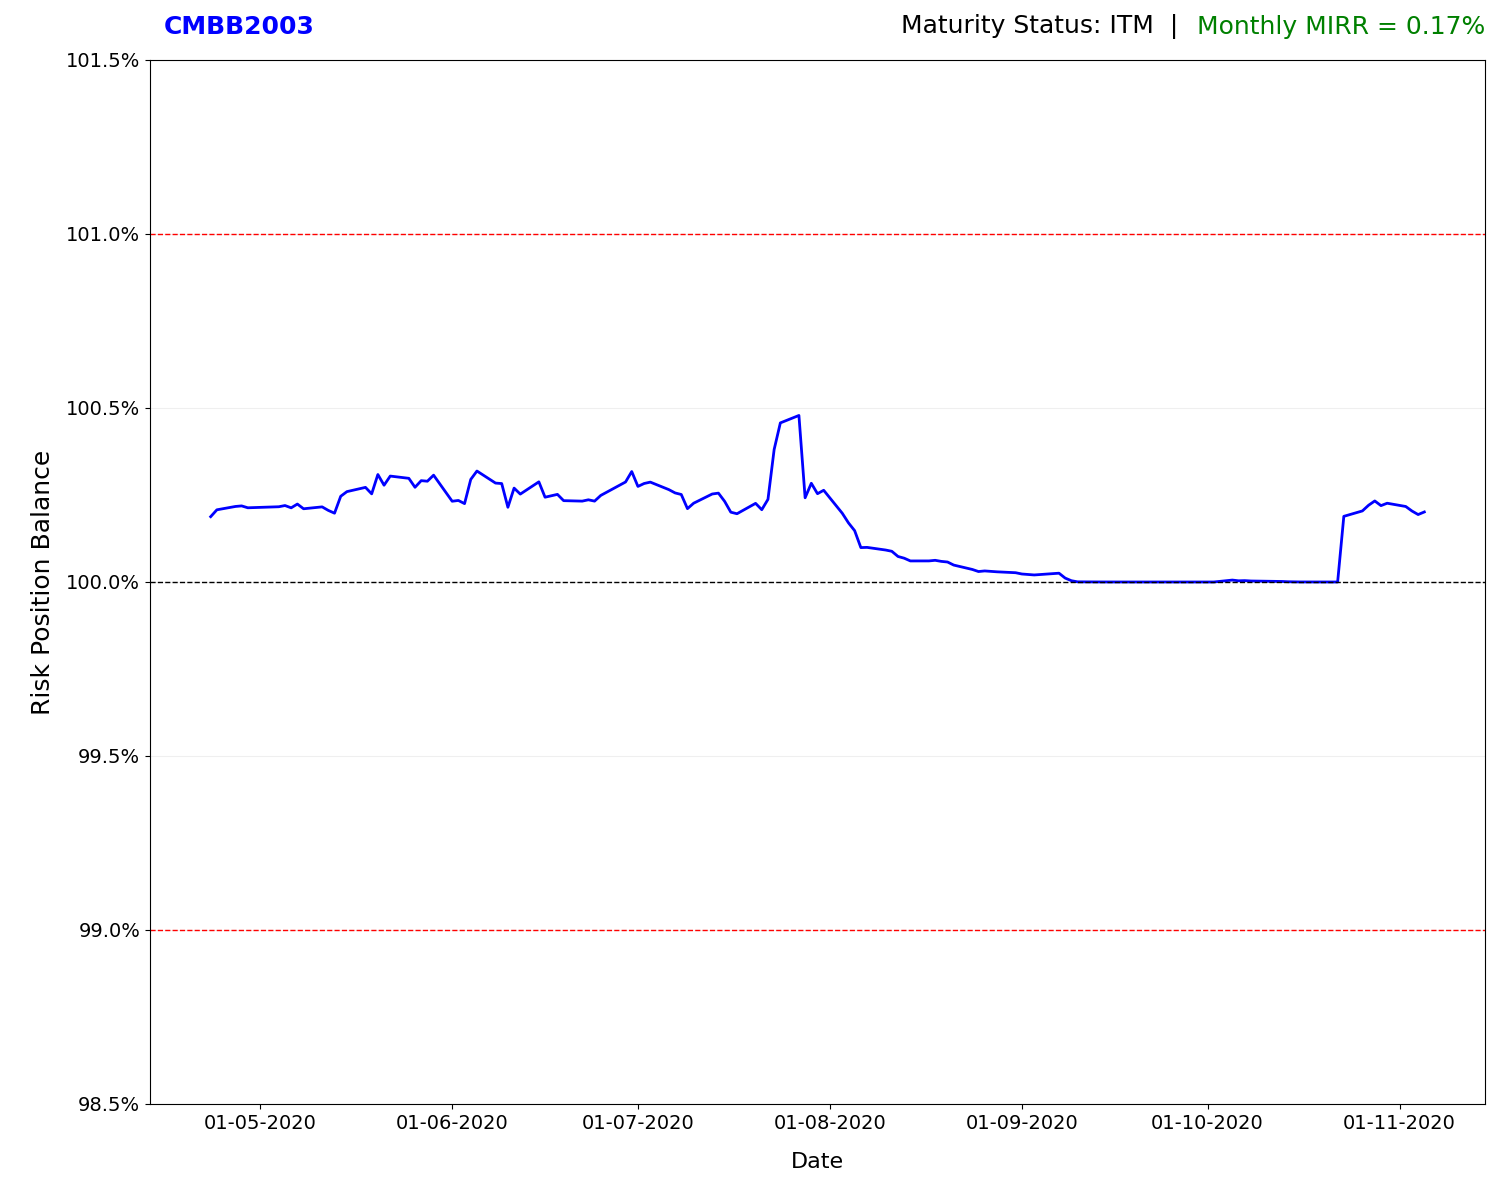 CMBB2003 Maturity Status: ITM | Monthly MIRR = 0.17%
101.5%
101.0%
100.5%
100.0%
99.5%
99.0%
98.5%
Risk Position Balance
01-05-2020 01-06-2020 01-07-2020 01-08-2020 01-09-2020 01-10-2020 01-11-2020
Date